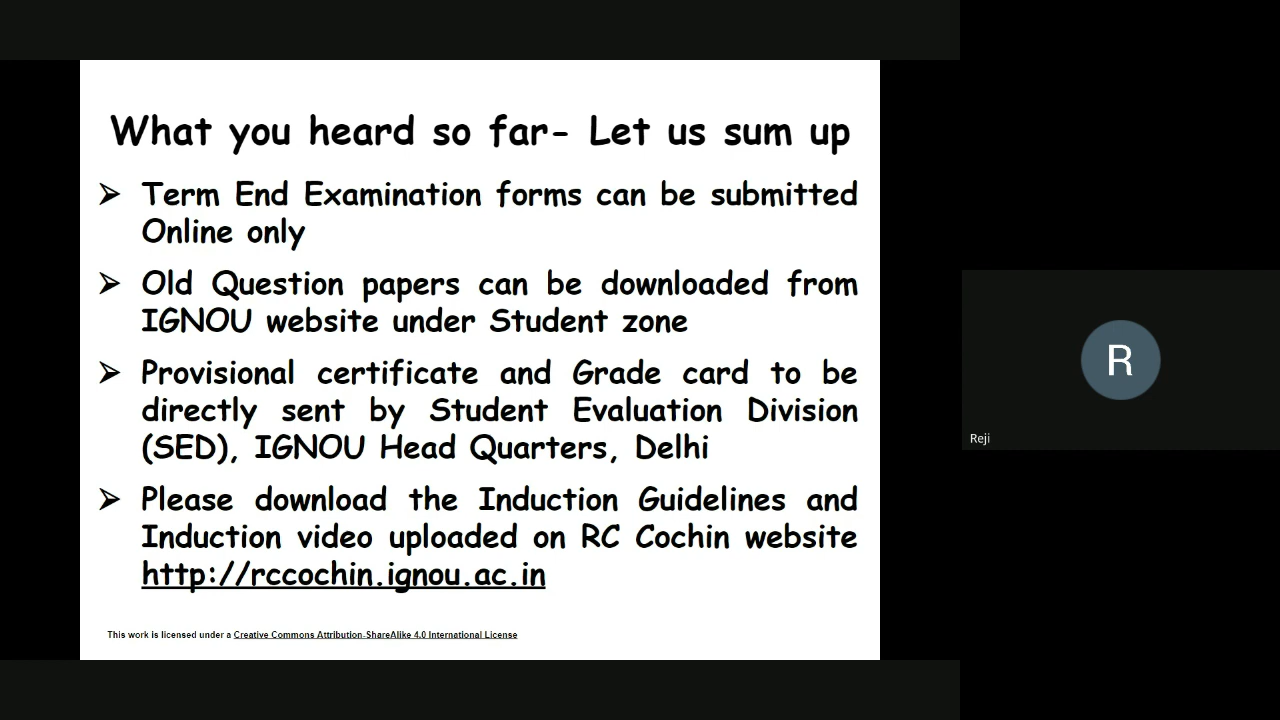 What you heard so far- Let us sum up
➢ Term End Examination forms can be submitted
Online only
➢ Old Question papers can be downloaded from
IGNOU website under Student zone
➢ Provisional certificate and Grade card to be
directly sent by Student Evaluation Division
(SED), IGNOU Head Quarters, Delhi
➢ Please download the Induction Guidelines and
Induction video uploaded on RC Cochin website
http://rccochin.ignou.ac.in
This work is licensed under a Creative Commons Attribution-ShareAlike 4.0 International License
R
Reji